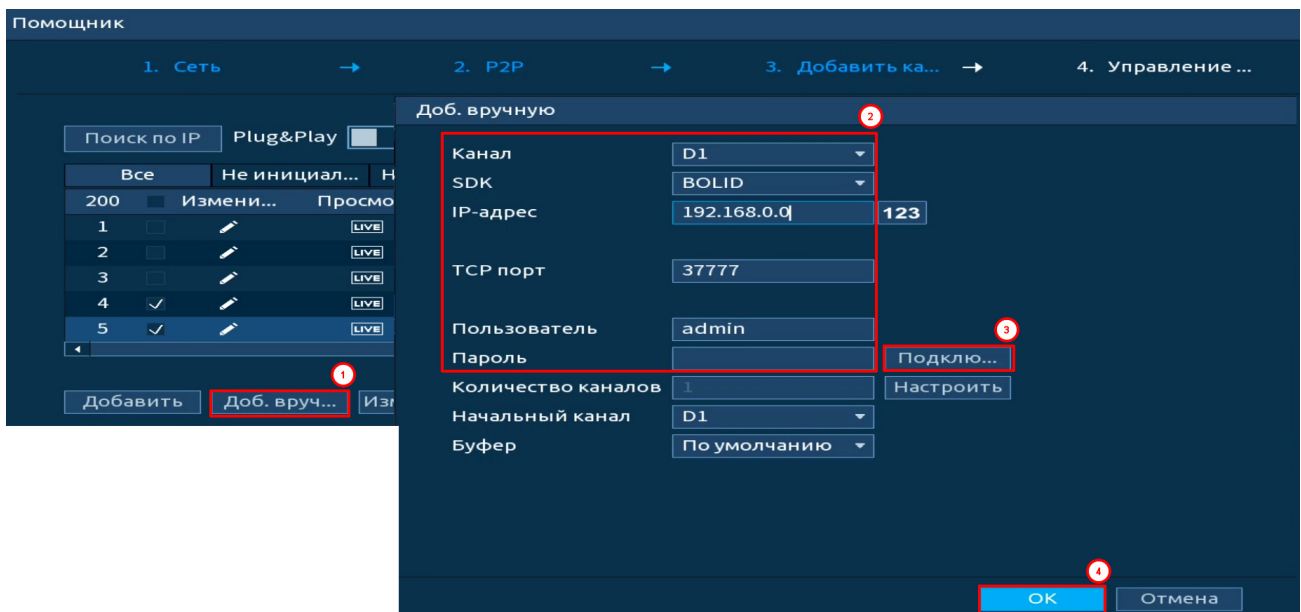 Помощник
1. Сеть → 2. P2P → 3. Добавить ка... → 4. Управление ...
Доб. вручную
2
Поиск по IP Plug&Play
Все Не инициал... Н
200 Измени... Просмо
1 LIVE
2 LIVE
3 LIVE
4 LIVE
5 LIVE
1
Добавить Доб. вруч... Из
Канал D1
SDK BOLID
IP-адрес 192.168.0.0 123
TCP порт 37777
Пользователь admin
3
Пароль Подклю...
Количество каналов 1 Настроить
Начальный канал D1
Буфер По умолчанию
4
OK Отмена